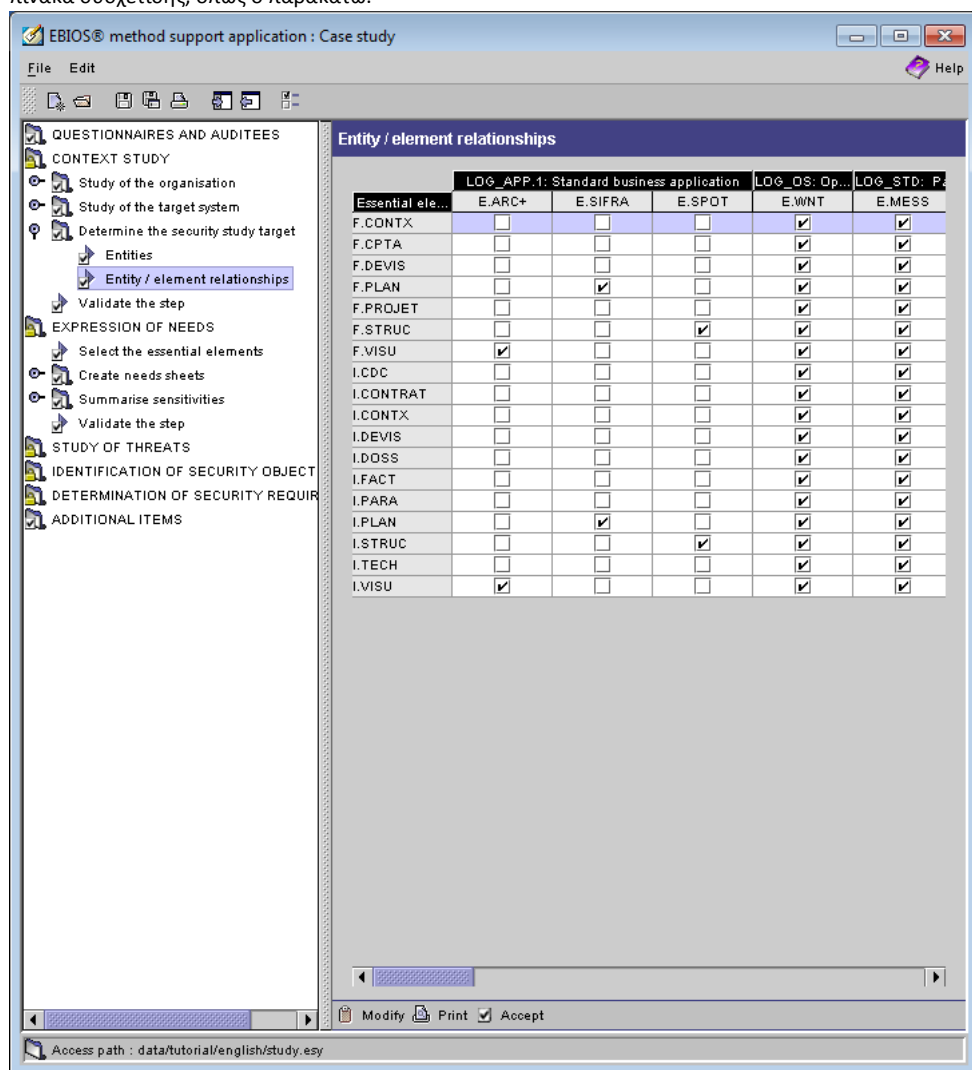 πίνακα συσχέτισης, όπως ο παρακάτω:
EBIOS® method support application : Case study
File Edit Help
QUESTIONNAIRES AND AUDITEES
CONTEXT STUDY
Study of the organisation
Study of the target system
Determine the security study target
Entities
Entity / element relationships
Validate the step
EXPRESSION OF NEEDS
Select the essential elements
Create needs sheets
Summarise sensitivities
Validate the step
STUDY OF THREATS
IDENTIFICATION OF SECURITY OBJECT
DETERMINATION OF SECURITY REQUIR
ADDITIONAL ITEMS
Entity / element relationships
LOG_APP.1: Standard business application LOG_OS: Op... LOG_STD: Pa
Essential ele... E.ARC+ E.SIFRA E.SPOT E.WNT E.MESS
F.CONTX
F.CPTA
F.DEVIS
F.PLAN
F.PROJET
F.STRUC
F.VISU
I.CDC
I.CONTRAT
I.CONTX
I.DEVIS
I.DOSS
I.FACT
I.PARA
I.PLAN
I.STRUC
I.TECH
I.VISU
Modify Print Accept
Access path : data/tutorial/english/study.esy